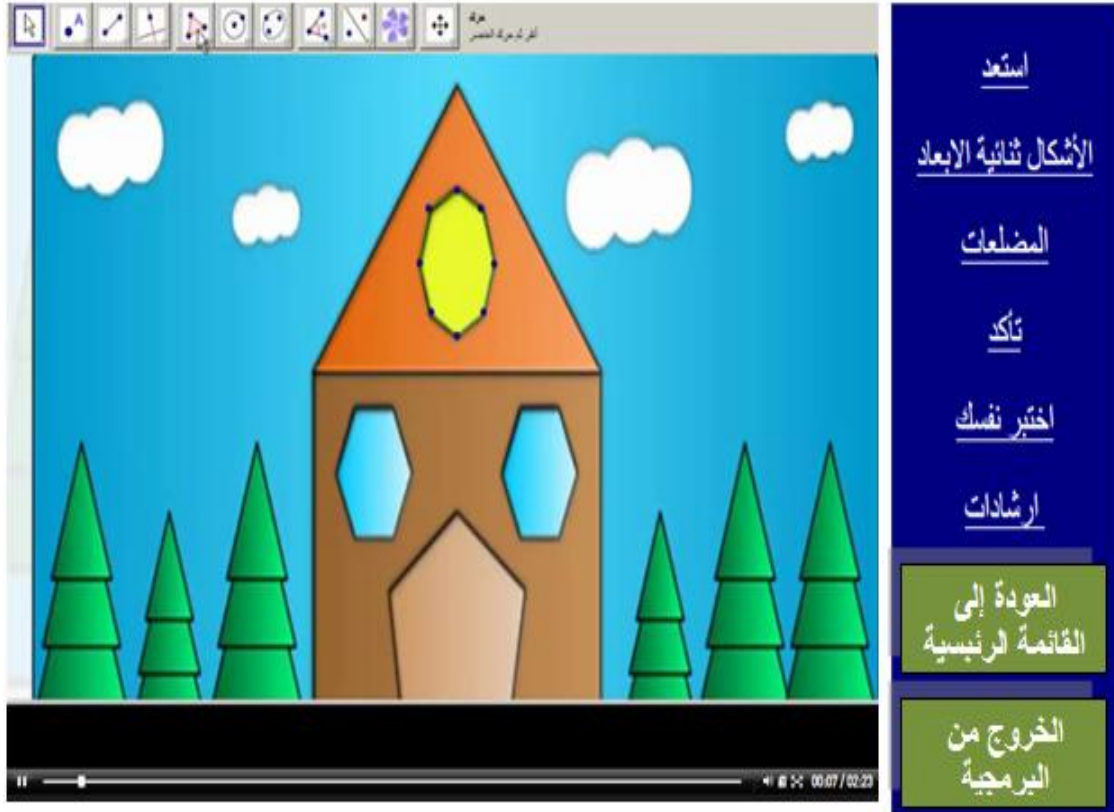 حرك
A
استعد
الأشكال ثنائية الابعاد
المضلعات
تأكد
اختبر نفسك
ارشادات
العودة إلى
القائمة الرئيسية
الخروج من
البرمجية
00:07 / 02:23